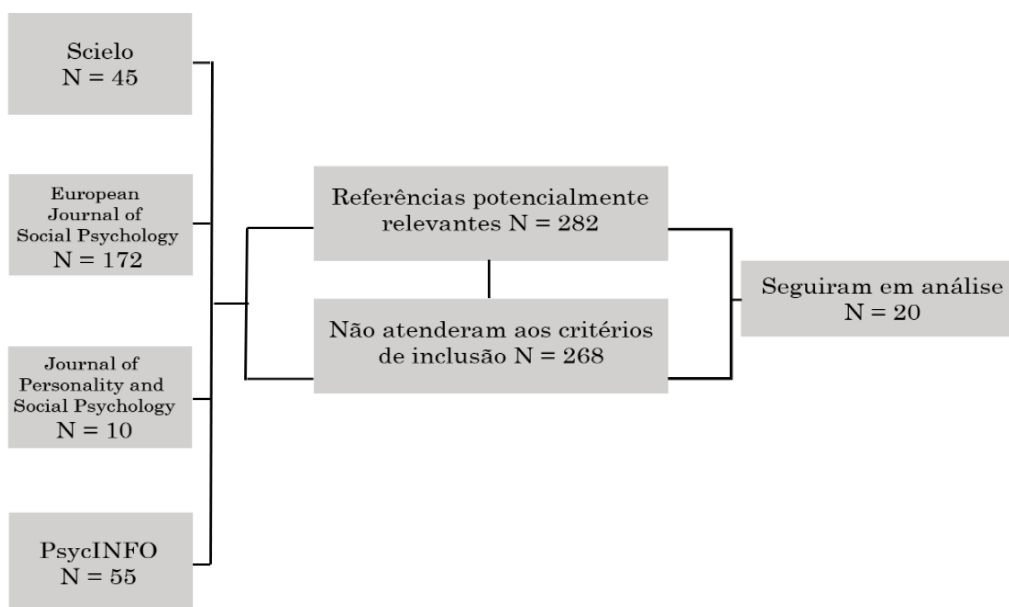 Scielo
N = 45
European
Journal of
Social Psychology
N = 172
Journal of
Personality and
Social Psychology
N = 10
PsycINFO
N = 55
Referências potencialmente
relevantes N = 282
Não atenderam aos critérios
de inclusão N = 268
Seguiram em análise
N = 20